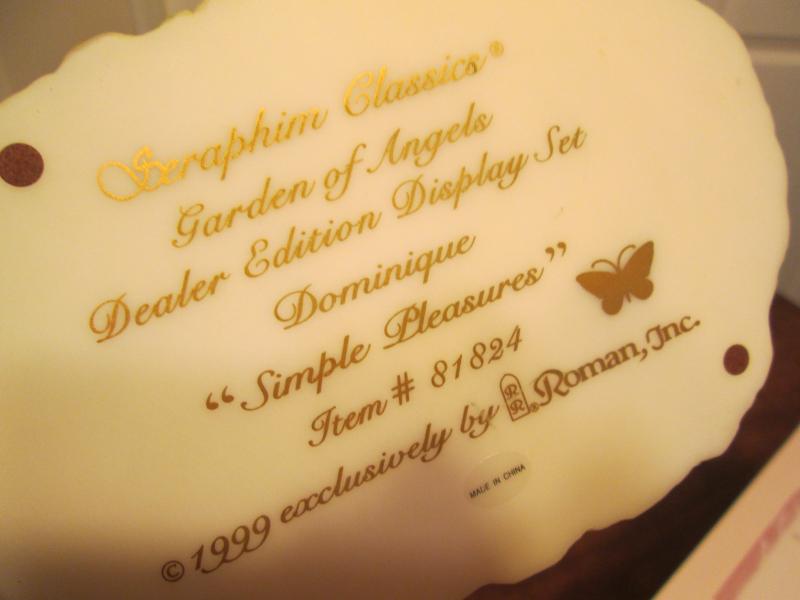 Seraphim Classics®
Garden of Angels
Dealer Edition Display Set
Dominique
“Simple Pleasures”
Item # 81824
© 1999 exclusively by RR® Roman, Inc.
MADE IN CHINA